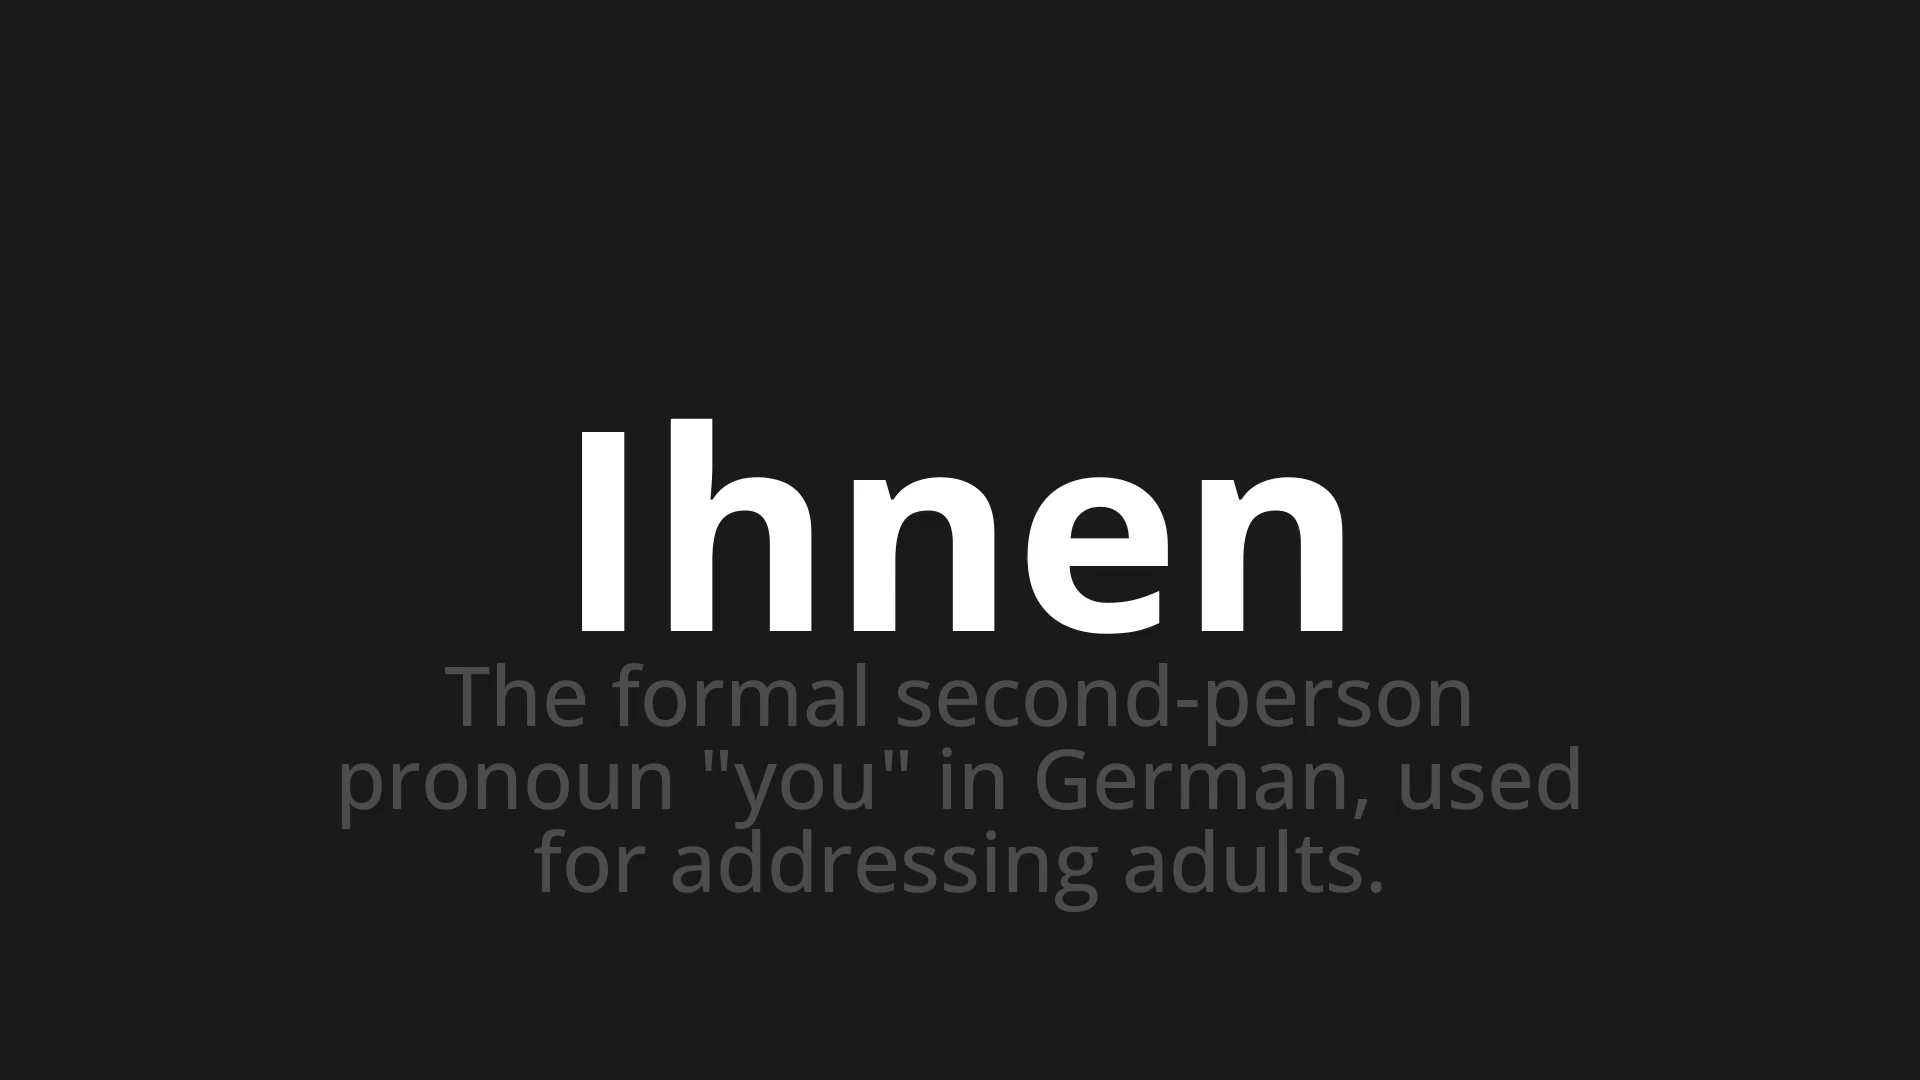 Ihnen
The formal second-person
pronoun "you" in German, used
for addressing adults.